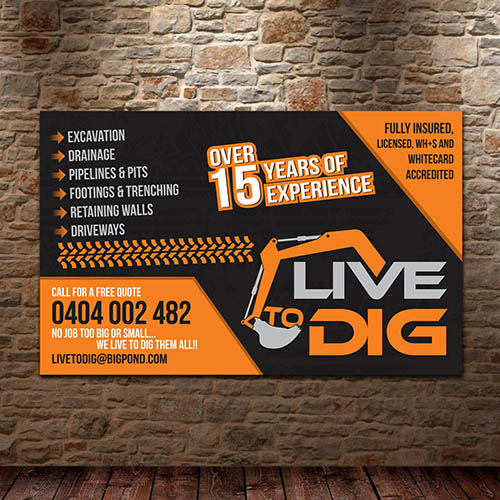 EXCAVATION
DRAINAGE
PIPELINES & PITS
FOOTINGS & TRENCHING
RETAINING WALLS
DRIVEWAYS
OVER
15 YEARS OF
EXPERIENCE
FULLY INSURED,
LICENSED, WH+S AND
WHITECARD
ACCREDITED
CALL FOR A FREE QUOTE
0404 002 482
NO JOB TOO BIG OR SMALL...
WE LIVE TO DIG THEM ALL!!
LIVETODIG@BIGPOND.COM
LIVE
TO DIG